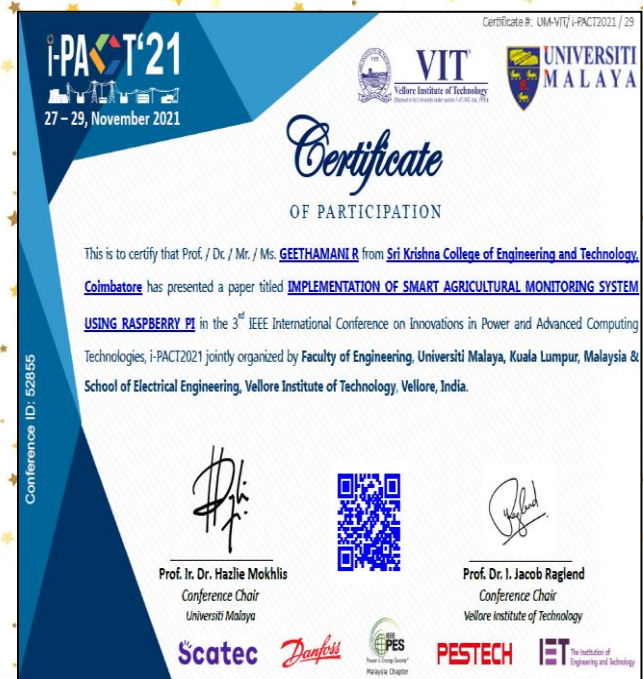 Certificate #: UM-VIT/ i-PACT2021 / 29
i-PACT'21
27 – 29, November 2021
VIT®
Vellore Institute of Technology
UNIVERSITI
MALAYA
Certificate
OF PARTICIPATION
This is to certify that Prof. / Dr. / Mr. / Ms. GEETHAMANI R from Sri Krishna College of Engineering and Technology,
Coimbatore has presented a paper titled IMPLEMENTATION OF SMART AGRICULTURAL MONITORING SYSTEM
USING RASPBERRY PI in the 3rd IEEE International Conference on Innovations in Power and Advanced Computing
Technologies, i-PACT2021 jointly organized by Faculty of Engineering, Universiti Malaya, Kuala Lumpur, Malaysia &
School of Electrical Engineering, Vellore Institute of Technology, Vellore, India.
Conference ID: 52855
Prof. Ir. Dr. Hazlie Mokhlis
Conference Chair
Universiti Malaya
Prof. Dr. I. Jacob Raglend
Conference Chair
Vellore Institute of Technology
Scatec
Danfoss
IEEE
PES
Power & Energy Society®
Malaysia Chapter
PESTECH
IET
The Institution of
Engineering and Technology